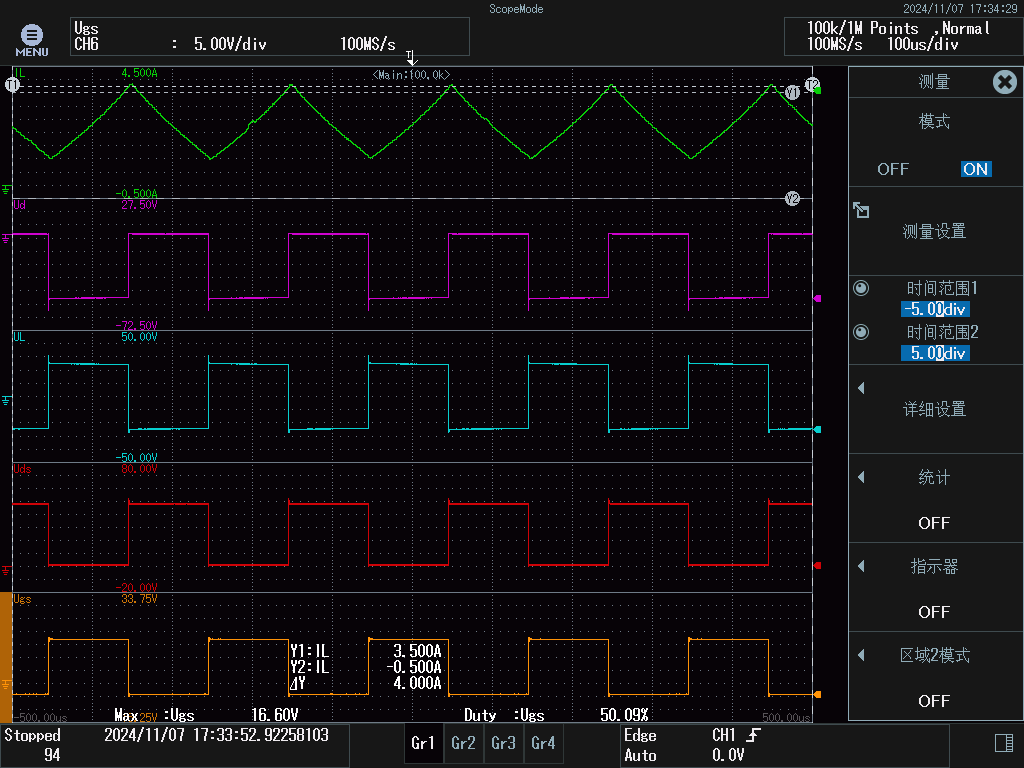 ScopeMode
2024/11/07 17:34:29
MENU
Ugs
CH6 : 5.00V/div 100MS/s
100k/1M Points ,Normal
100MS/s 100us/div
T
<Main:100.0k>
IL 4.500A
T1 T2
Y1
-0.500A
Y2
Ud 27.50V
-72.50V
UL 50.00V
-50.00V
Uds 80.00V
-20.00V
Ugs 33.75V
Y1:IL 3.500A
Y2:IL -0.500A
ΔY 4.000A
-500.00us 500.00us
Max :Ugs 16.60V Duty :Ugs 50.09%
Stopped 2024/11/07 17:33:52.92258103
94
Gr1 Gr2 Gr3 Gr4
Edge CH1
Auto 0.0V
测量
模式
OFF ON
测量设置
时间范围1
-5.00div
时间范围2
5.00div
详细设置
统计
OFF
指示器
OFF
区域2模式
OFF